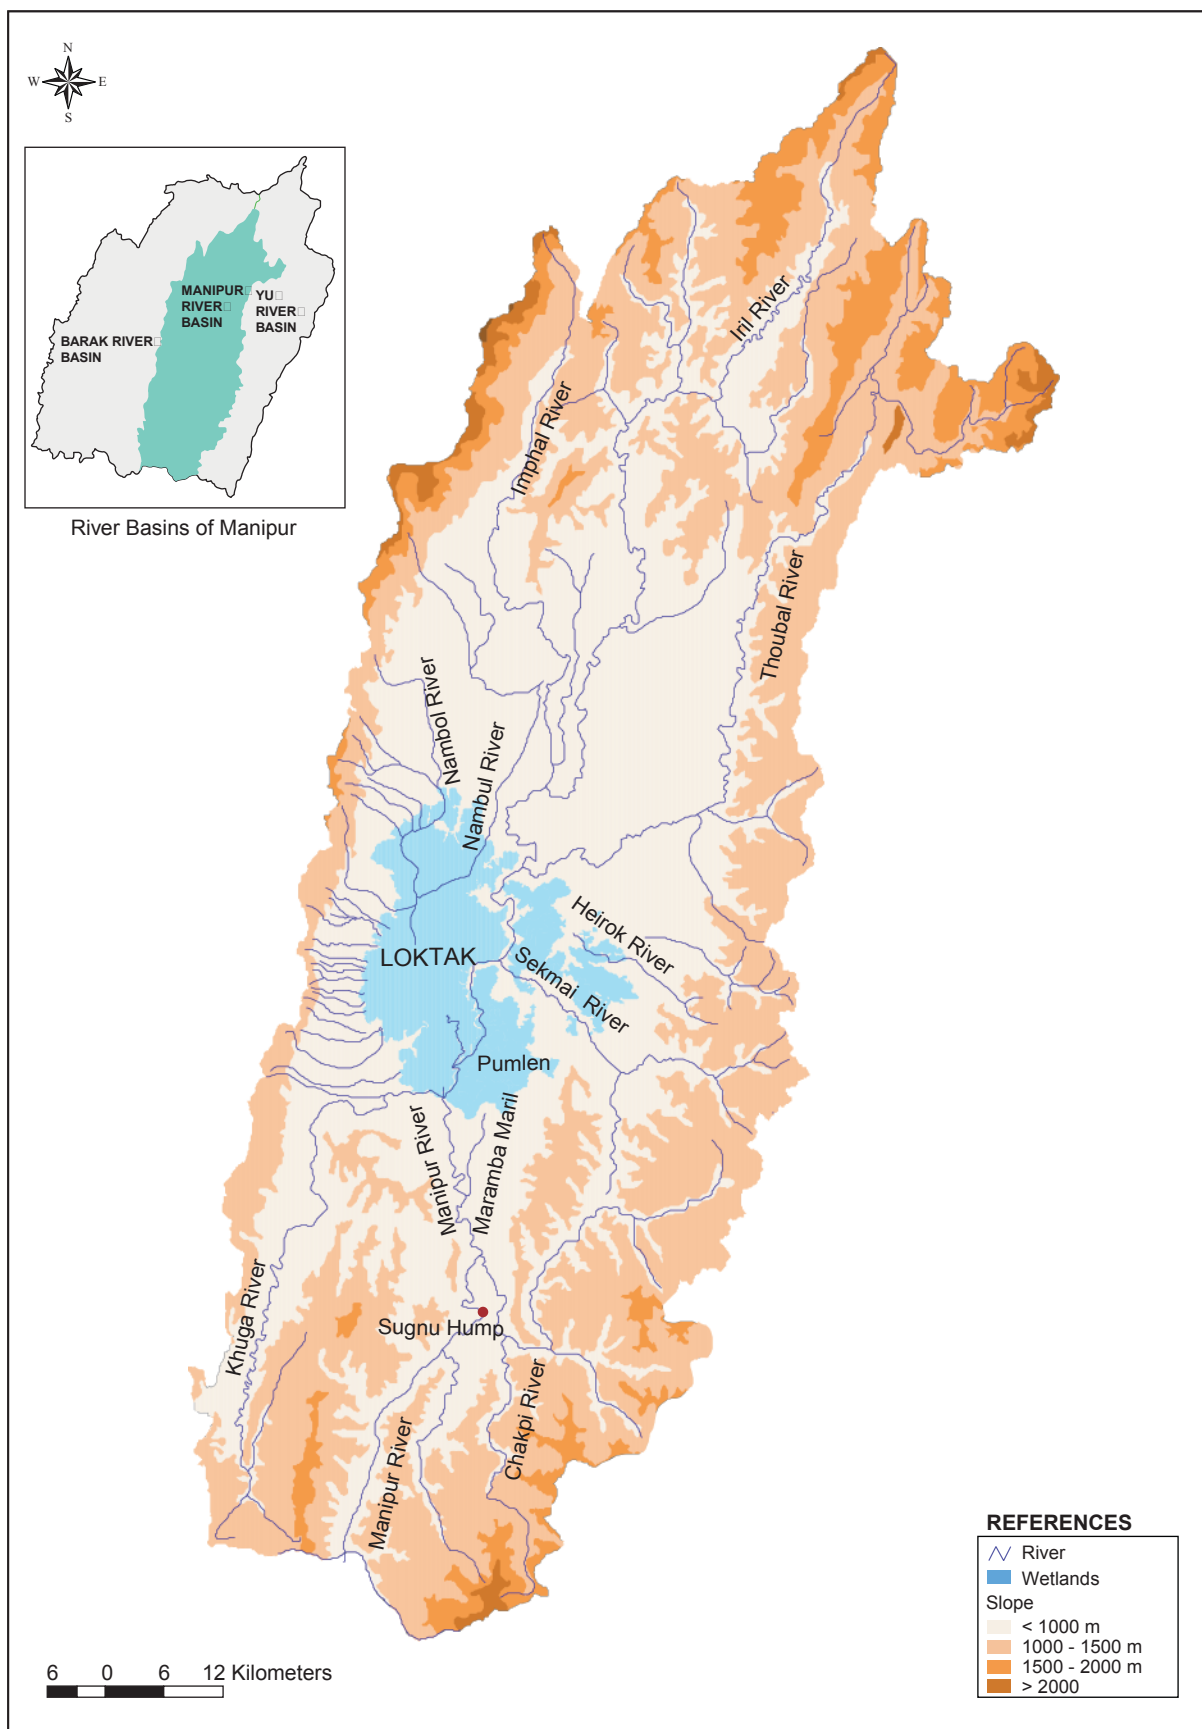 N
W E
S
MANIPUR
RIVER
BASIN
YU
RIVER
BASIN
BARAK RIVER
BASIN
River Basins of Manipur
Iril River
Imphal River
Thoubal River
Nambol River
Nambul River
Heirok River
Sekmai River
LOKTAK
Pumlen
Manipur River
Maramba Maril
Khuga River
Sugnu Hump
Chakpi River
Manipur River
REFERENCES
River
Wetlands
Slope
< 1000 m
1000 - 1500 m
1500 - 2000 m
> 2000
6 0 6 12 Kilometers